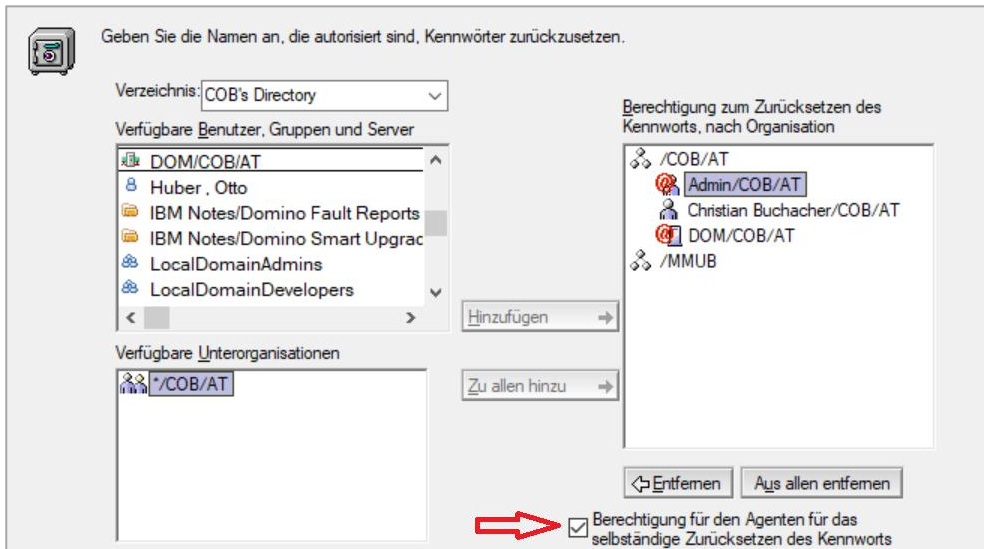 Geben Sie die Namen an, die autorisiert sind, Kennwörter zurückzusetzen.
Verzeichnis: COB's Directory
Verfügbare Benutzer, Gruppen und Server
DOM/COB/AT
Huber , Otto
IBM Notes/Domino Fault Reports
IBM Notes/Domino Smart Upgrac
LocalDomainAdmins
LocalDomainDevelopers
Verfügbare Unterorganisationen
*/COB/AT
Hinzufügen
Zu allen hinzu
Berechtigung zum Zurücksetzen des
Kennworts, nach Organisation
/COB/AT
Admin/COB/AT
Christian Buchacher/COB/AT
DOM/COB/AT
/MMUB
Entfernen
Aus allen entfernen
Berechtigung für den Agenten für das
selbständige Zurücksetzen des Kennworts